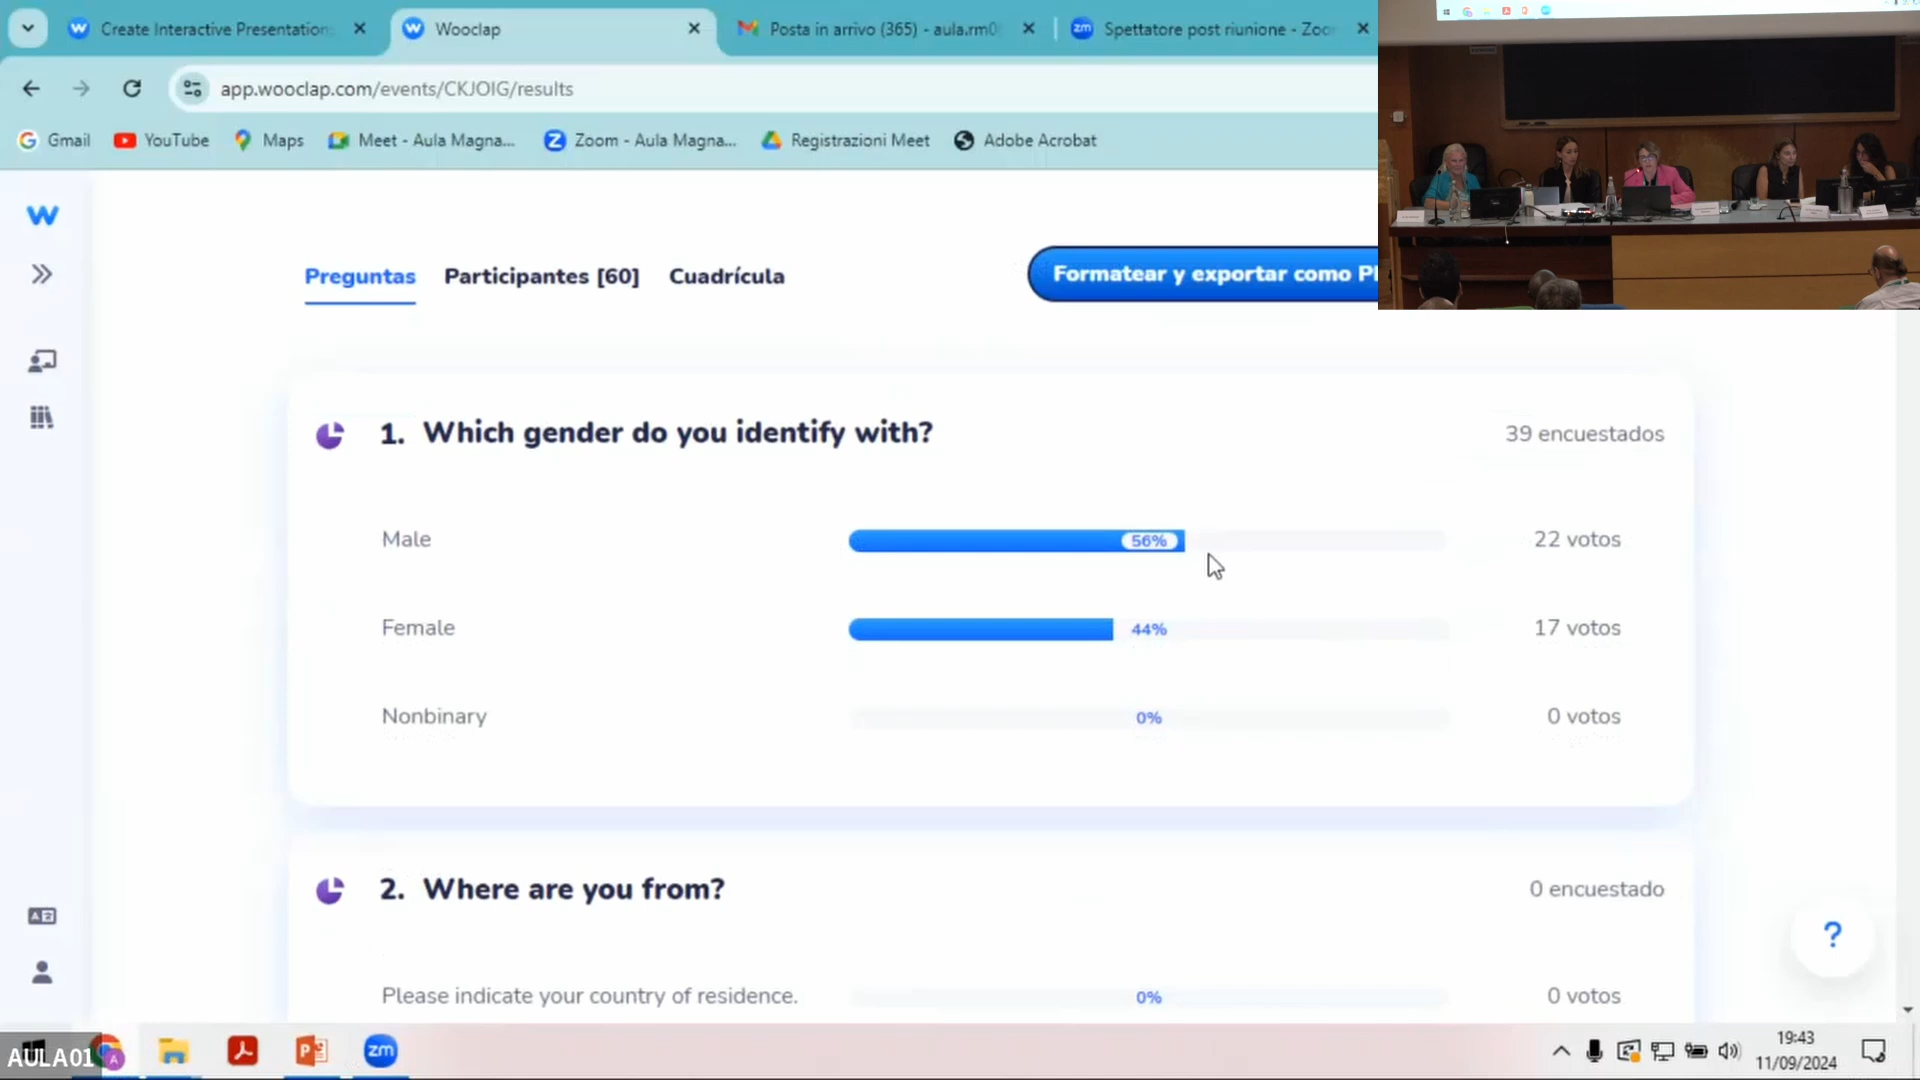 Create Interactive Presentation
Wooclap
Posta in arrivo (365) - aula.rm0
zm
Spettatore post riunione - Zoo
app.wooclap.com/events/CKJOIG/results
Gmail
YouTube
Maps
Meet - Aula Magna...
Zoom - Aula Magna...
Registrazioni Meet
Adobe Acrobat
Preguntas
Participantes [60]
Cuadrícula
Formatear y exportar como P
1. Which gender do you identify with?
39 encuestados
Male
56%
22 votos
Female
44%
17 votos
Nonbinary
0%
0 votos
2. Where are you from?
0 encuestado
Please indicate your country of residence.
0%
0 votos
?
AULA01
A
zm
19:43
11/09/2024